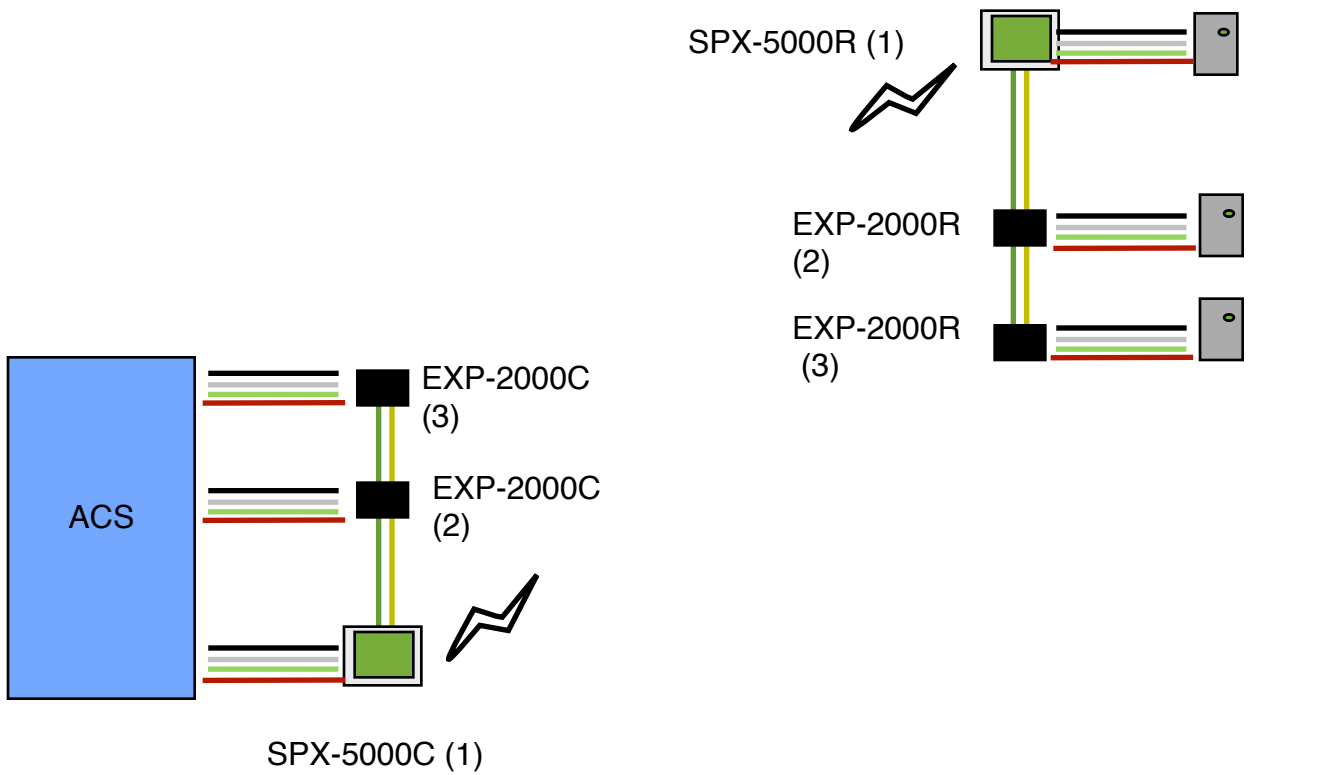 SPX-5000R (1)
EXP-2000R
(2)
EXP-2000R
(3)
EXP-2000C
(3)
EXP-2000C
(2)
ACS
SPX-5000C (1)